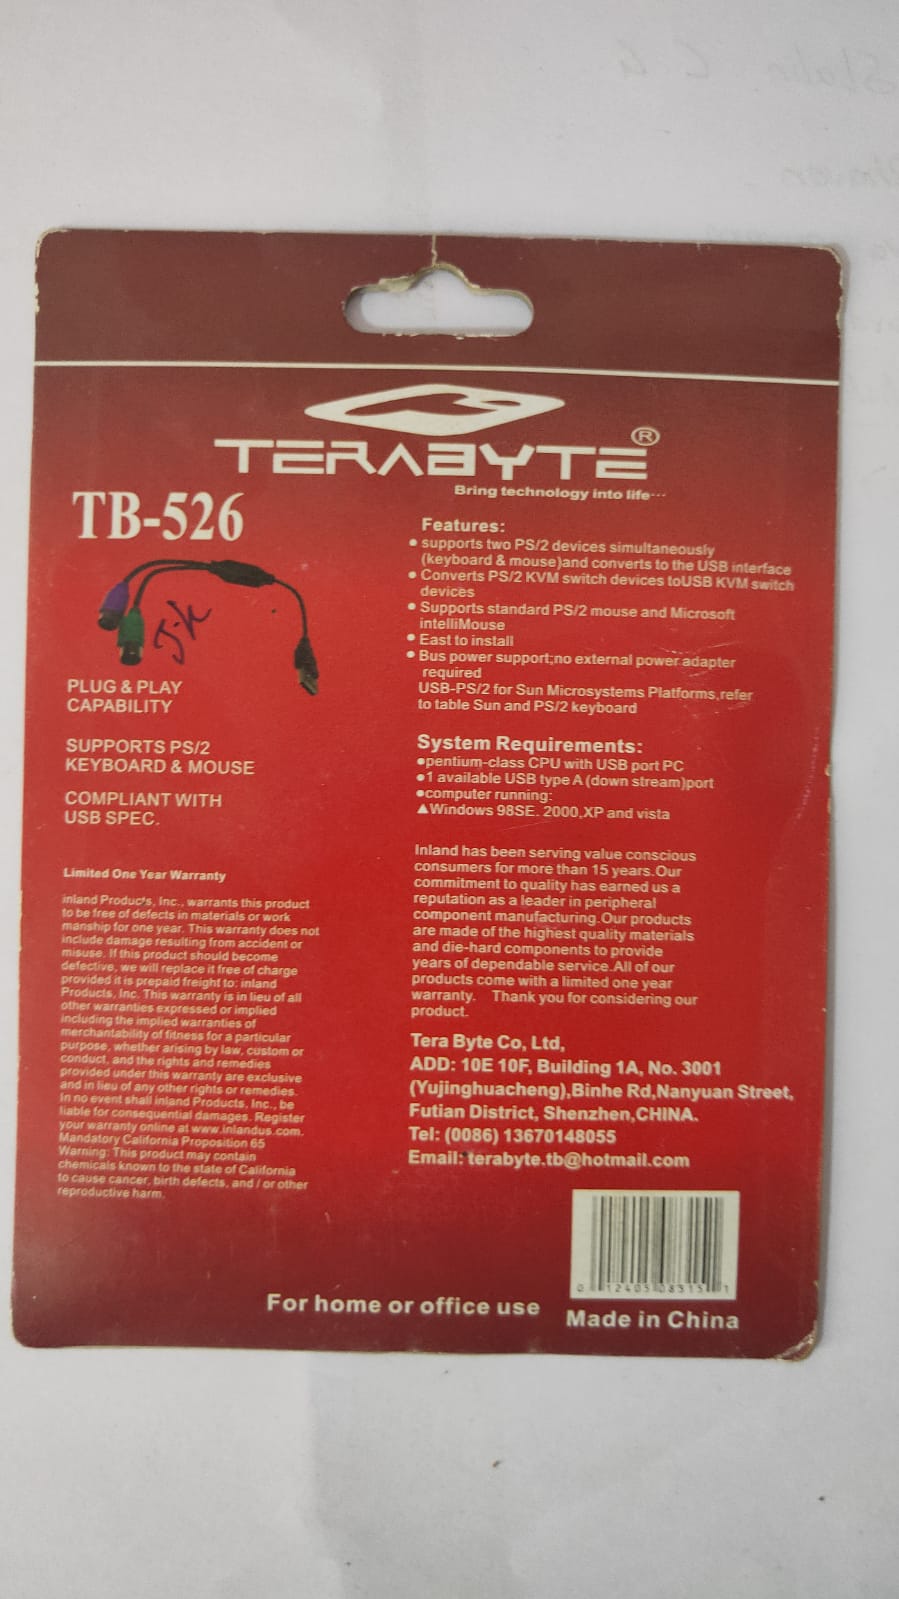 TERABYTE®
Bring technology into life...
TB-526
J-K
PLUG & PLAY
CAPABILITY
SUPPORTS PS/2
KEYBOARD & MOUSE
COMPLIANT WITH
USB SPEC.
Limited One Year Warranty
inland Produc's, Inc., warrants this product
to be free of defects in materials or work
manship for one year. This warranty does not
include damage resulting from accident or
misuse. If this product should become
defective, we will replace it free of charge
provided it is prepaid freight to: inland
Products, Inc. This warranty is in lieu of all
other warranties expressed or implied
including the implied warranties of
merchantability of fitness for a particular
purpose, whether arising by law, custom or
conduct, and the rights and remedies
provided under this warranty are exclusive
and in lieu of any other rights or remedies.
In no event shall inland Products, Inc., be
liable for consequential damages. Register
your warranty online at www.inlandus.com.
Mandatory California Proposition 65
Warning: This product may contain
chemicals known to the state of California
to cause cancer, birth defects, and / or other
reproductive harm.
Features:
● supports two PS/2 devices simultaneously
(keyboard & mouse)and converts to the USB interface
● Converts PS/2 KVM switch devices toUSB KVM switch
devices
● Supports standard PS/2 mouse and Microsoft
intelliMouse
● East to install
● Bus power support;no external power adapter
required
USB-PS/2 for Sun Microsystems Platforms,refer
to table Sun and PS/2 keyboard
System Requirements:
●pentium-class CPU with USB port PC
●1 available USB type A (down stream)port
●computer running:
▲Windows 98SE. 2000,XP and vista
Inland has been serving value conscious
consumers for more than 15 years.Our
commitment to quality has earned us a
reputation as a leader in peripheral
component manufacturing.Our products
are made of the highest quality materials
and die-hard components to provide
years of dependable service.All of our
products come with a limited one year
warranty. Thank you for considering our
product.
Tera Byte Co, Ltd,
ADD: 10E 10F, Building 1A, No. 3001
(Yujinghuacheng),Binhe Rd,Nanyuan Street,
Futian District, Shenzhen,CHINA.
Tel: (0086) 13670148055
Email: terabyte.tb@hotmail.com
0 12405 08515 1
For home or office use
Made in China